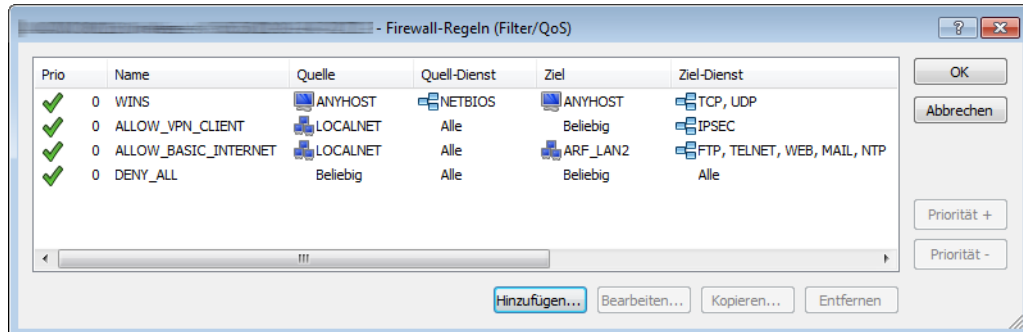 - Firewall-Regeln (Filter/QoS)
Prio Name Quelle Quell-Dienst Ziel Ziel-Dienst
0 WINS ANYHOST NETBIOS ANYHOST TCP, UDP
0 ALLOW_VPN_CLIENT LOCALNET Alle Beliebig IPSEC
0 ALLOW_BASIC_INTERNET LOCALNET Alle ARF_LAN2 FTP, TELNET, WEB, MAIL, NTP
0 DENY_ALL Beliebig Alle Beliebig Alle
OK
Abbrechen
Priorität +
Priorität -
Hinzufügen... Bearbeiten... Kopieren... Entfernen